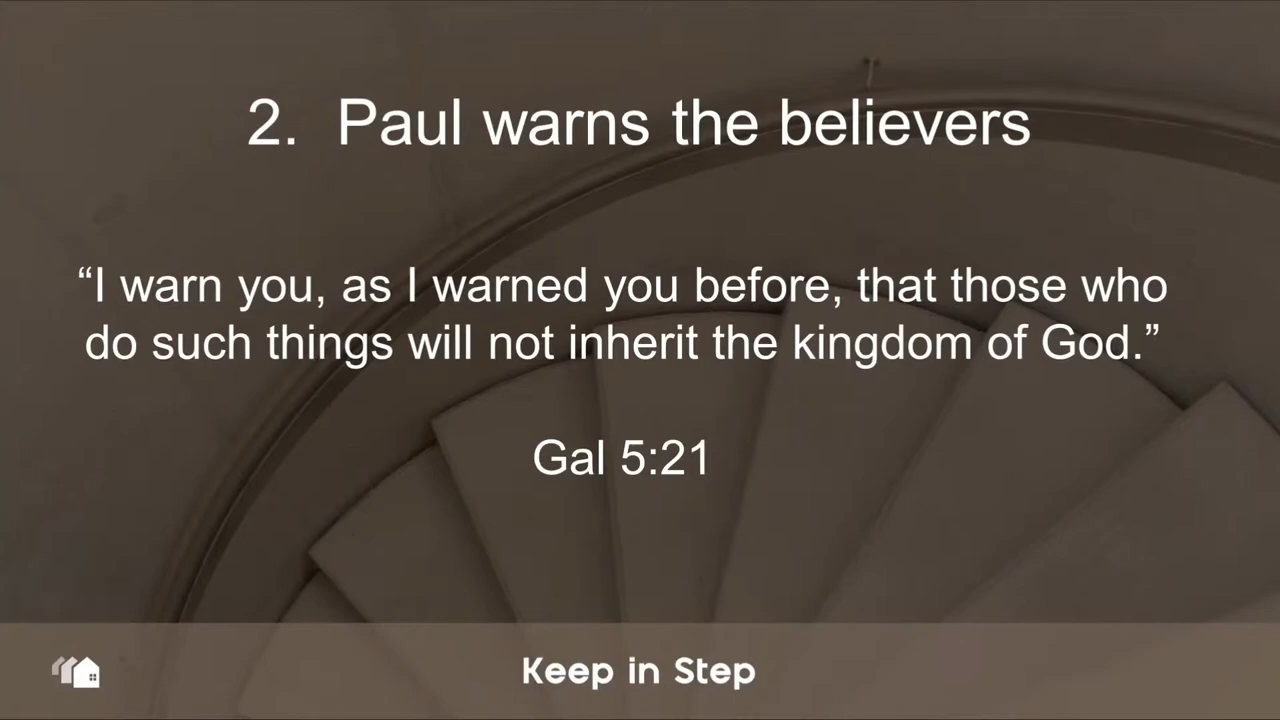 2. Paul warns the believers
“I warn you, as I warned you before, that those who
do such things will not inherit the kingdom of God.”
Gal 5:21
Keep in Step